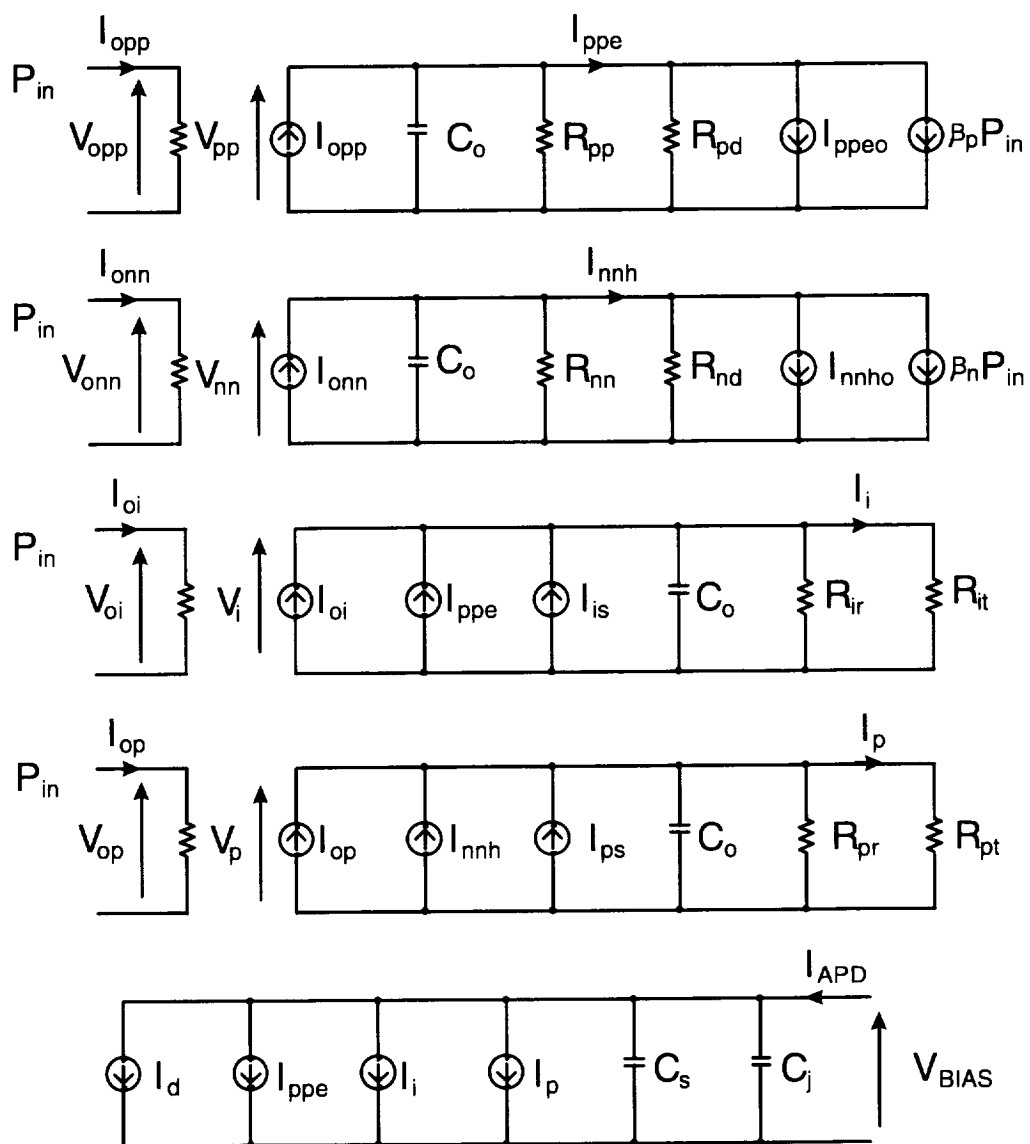 I_opp I_ppe
P_in
V_opp V_pp I_opp C_o R_pp R_pd I_ppeo β_pP_in
I_onn I_nnh
P_in
V_onn V_nn I_onn C_o R_nn R_nd I_nnho β_nP_in
I_oi I_i
P_in
V_oi V_i I_oi I_ppe I_is C_o R_ir R_it
I_op I_p
P_in
V_op V_p I_op I_nnh I_ps C_o R_pr R_pt
I_APD
I_d I_ppe I_i I_p C_s C_j V_BIAS